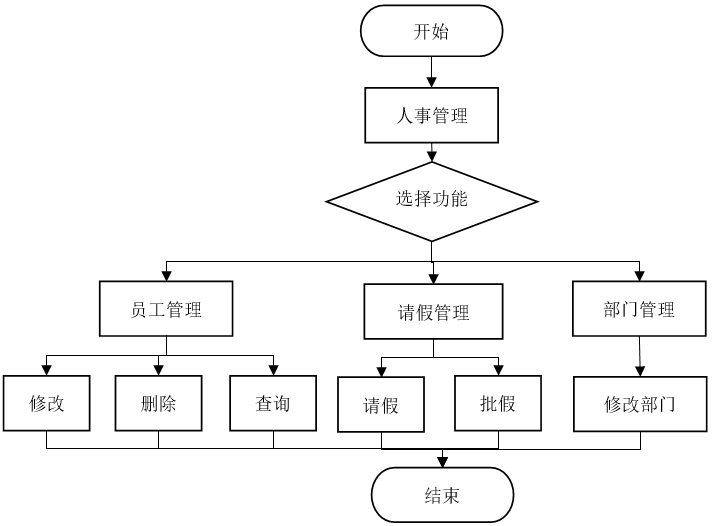 开始
人事管理
选择功能
员工管理
请假管理
部门管理
修改
删除
查询
请假
批假
修改部门
结束